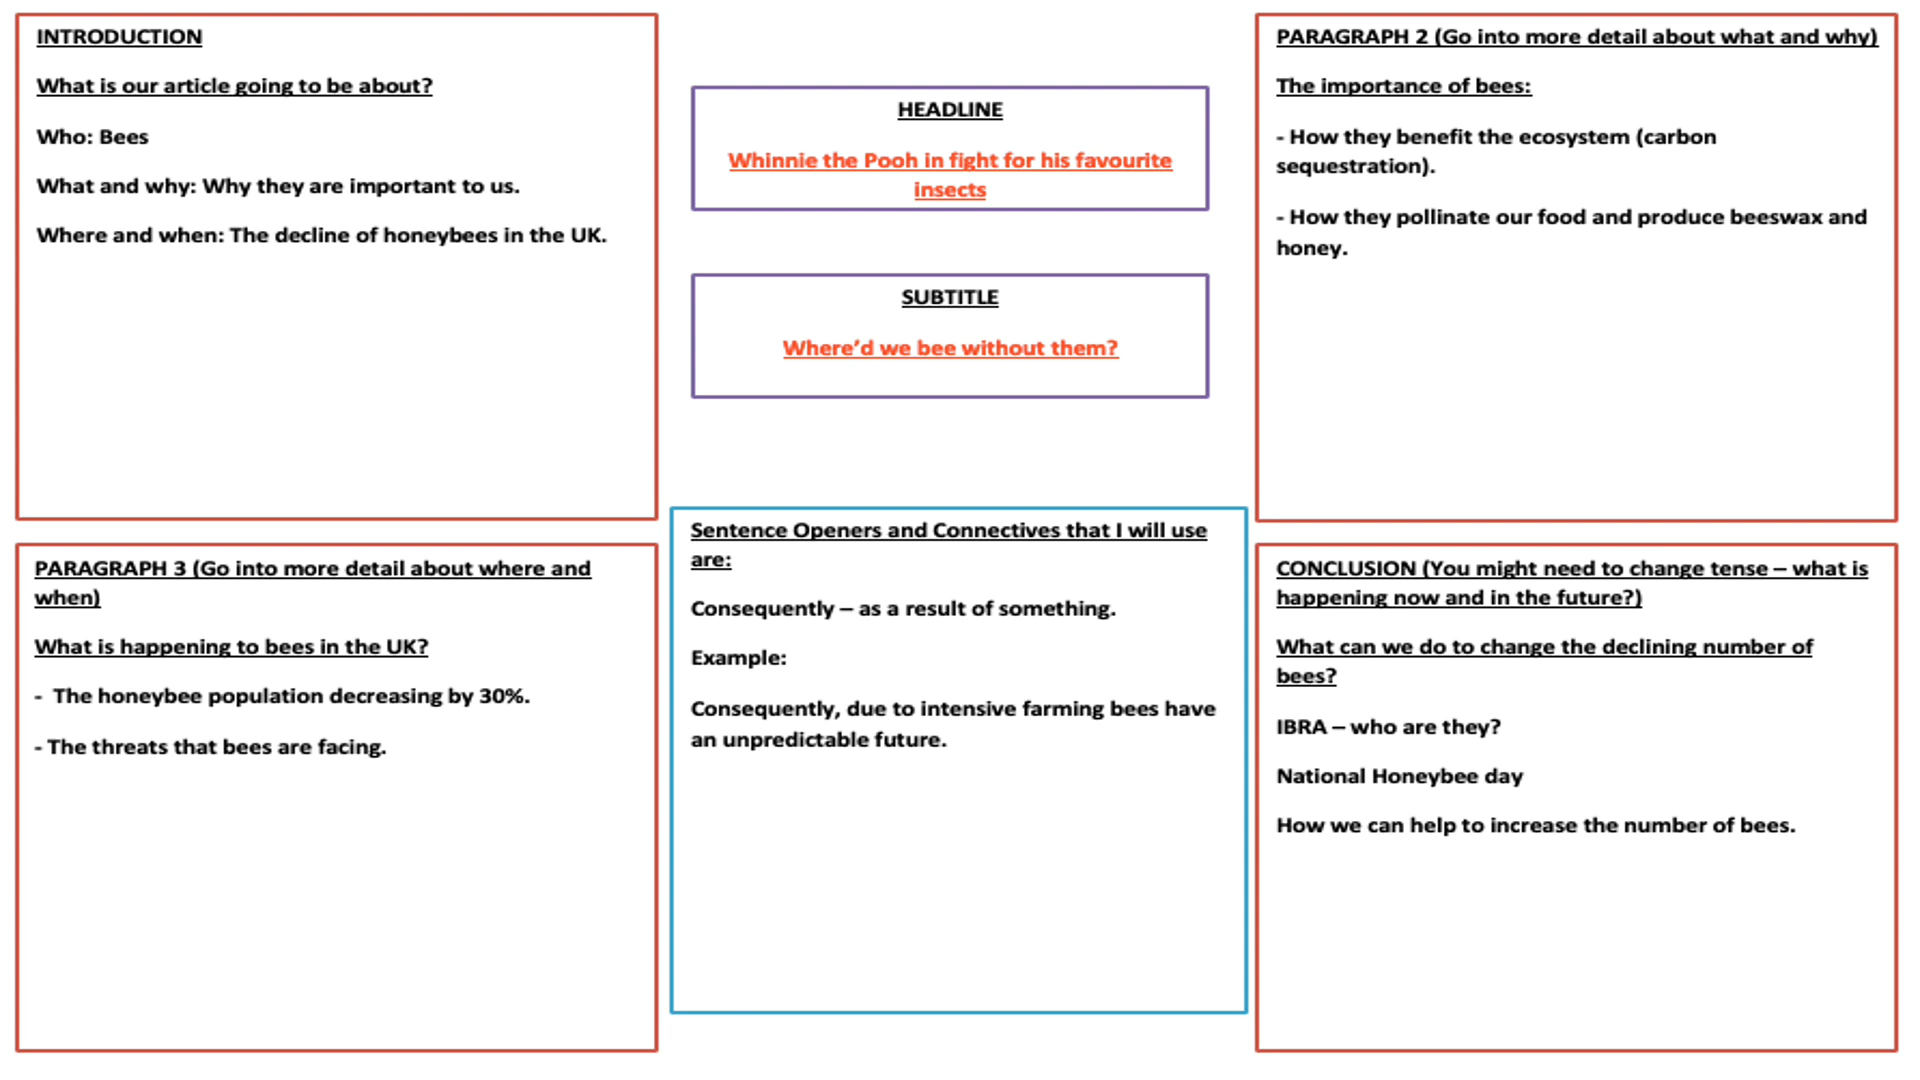 INTRODUCTION
What is our article going to be about?
Who: Bees
What and why: Why they are important to us.
Where and when: The decline of honeybees in the UK.
HEADLINE
Whinnie the Pooh in fight for his favourite
insects
SUBTITLE
Where’d we bee without them?
PARAGRAPH 2 (Go into more detail about what and why)
The importance of bees:
- How they benefit the ecosystem (carbon
sequestration).
- How they pollinate our food and produce beeswax and
honey.
PARAGRAPH 3 (Go into more detail about where and
when)
What is happening to bees in the UK?
- The honeybee population decreasing by 30%.
- The threats that bees are facing.
Sentence Openers and Connectives that I will use
are:
Consequently – as a result of something.
Example:
Consequently, due to intensive farming bees have
an unpredictable future.
CONCLUSION (You might need to change tense – what is
happening now and in the future?)
What can we do to change the declining number of
bees?
IBRA – who are they?
National Honeybee day
How we can help to increase the number of bees.